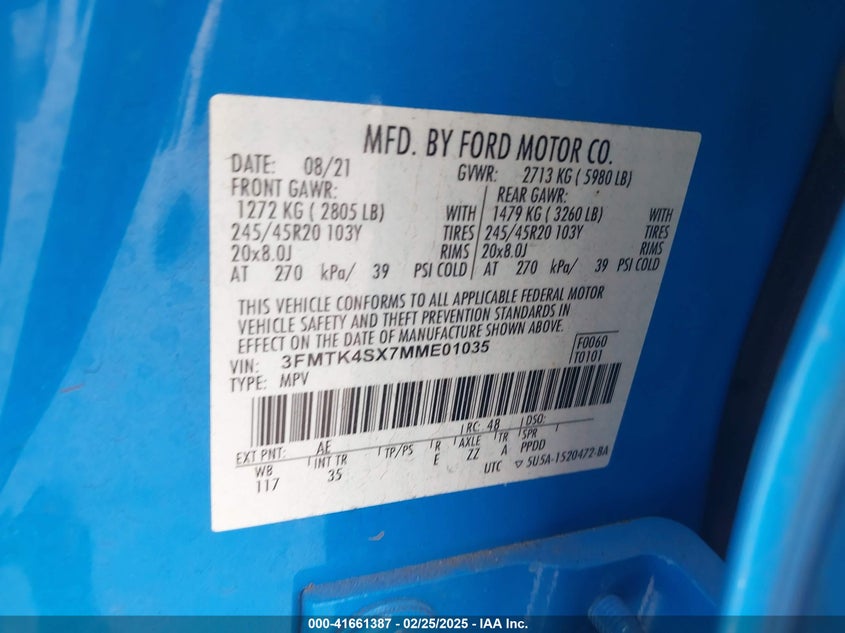 MFD. BY FORD MOTOR CO.
DATE: 08/21 GVWR: 2713 KG ( 5980 LB)
FRONT GAWR: REAR GAWR:
1272 KG ( 2805 LB) WITH 1479 KG ( 3260 LB) WITH
245/45R20 103Y TIRES 245/45R20 103Y TIRES
20x8.0J RIMS 20x8.0J RIMS
AT 270 kPa/ 39 PSI COLD AT 270 kPa/ 39 PSI COLD
THIS VEHICLE CONFORMS TO ALL APPLICABLE FEDERAL MOTOR
VEHICLE SAFETY AND THEFT PREVENTION STANDARDS IN
EFFECT ON THE DATE OF MANUFACTURE SHOWN ABOVE.
VIN: 3FMTK4SX7MME01035 F0060
TYPE: MPV T0101
RC: 48 DSO:
EXT PNT: AE
WB INT TR TP/PS R AXLE TR SPR
117 35 E ZZ A PPDD
UTC ▽ 5U5A-1520472-BA
000-41661387 - 02/25/2025 - IAA Inc.